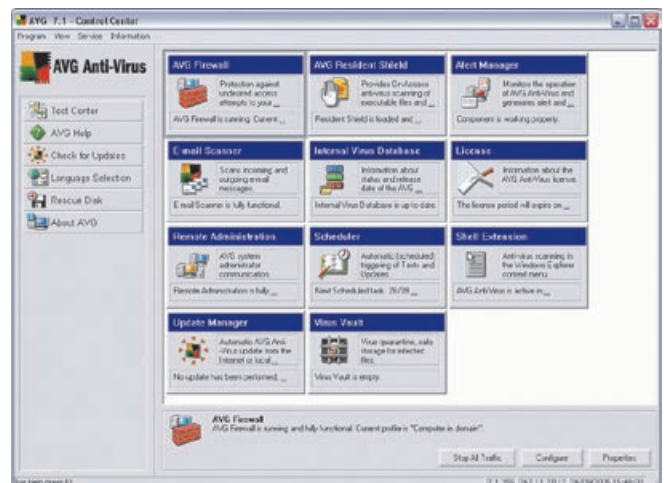 AVG 7.1 - Control Center
Program View Service Information
AVG Anti-Virus
Test Center
AVG Help
Check for Updates
Language Selection
Rescue Disk
About AVG
AVG Firewall
Protection against
undesired access
attempts to your ...
AVG Firewall is running. Current ...
AVG Resident Shield
Provides On-Access
anti-virus scanning of
executable files and ...
Resident Shield is loaded and ...
Alert Manager
Monitors the operation
of AVG Anti-Virus and
generates alert and ...
Component is working properly.
E-mail Scanner
Scans incoming and
outgoing e-mail
messages.
E-mail Scanner is fully functional.
Internal Virus Database
Information about
status and release
date of the AVG ...
Internal Virus Database is up to date.
License
Information about the
AVG Anti-Virus license.
The license period will expire on ...
Remote Administration
AVG system
administrator
communication.
Remote Administration is fully ...
Scheduler
Automatic (scheduled)
triggering of Tests and
Updates.
Next Scheduled task:
Shell Extension
Anti-virus scanning in
the Windows Explorer
context menu.
AVG Anti-Virus is active in ...
Update Manager
Automatic AVG Anti-
-Virus update from the
Internet or local ...
No update has been performed, ...
Virus Vault
Virus quarantine, safe
storage for infected
files.
Virus Vault is empty.
AVG Firewall
AVG Firewall is running and fully functional. Current profile is "Computer in domain".
Stop All Traffic
Configure
Properties
For Help, press F1